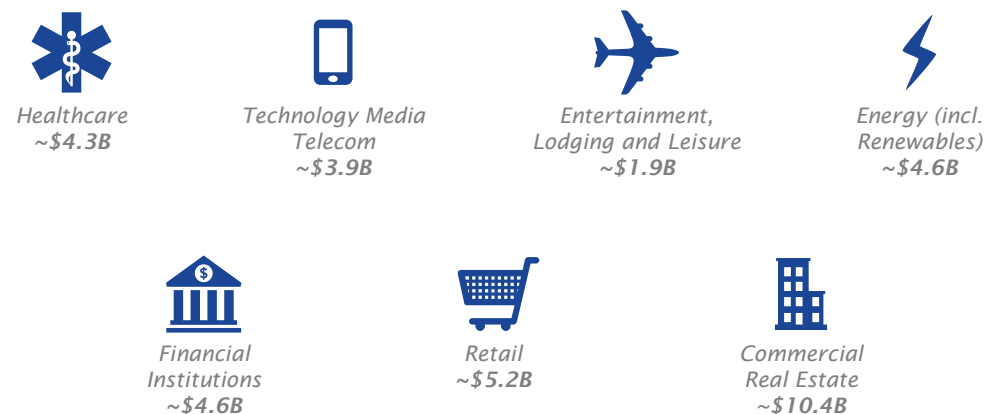 Healthcare
~$4.3B
Technology Media
Telecom
~$3.9B
Entertainment,
Lodging and Leisure
~$1.9B
Energy (incl.
Renewables)
~$4.6B
$
Financial
Institutions
~$4.6B
Retail
~$5.2B
Commercial
Real Estate
~$10.4B